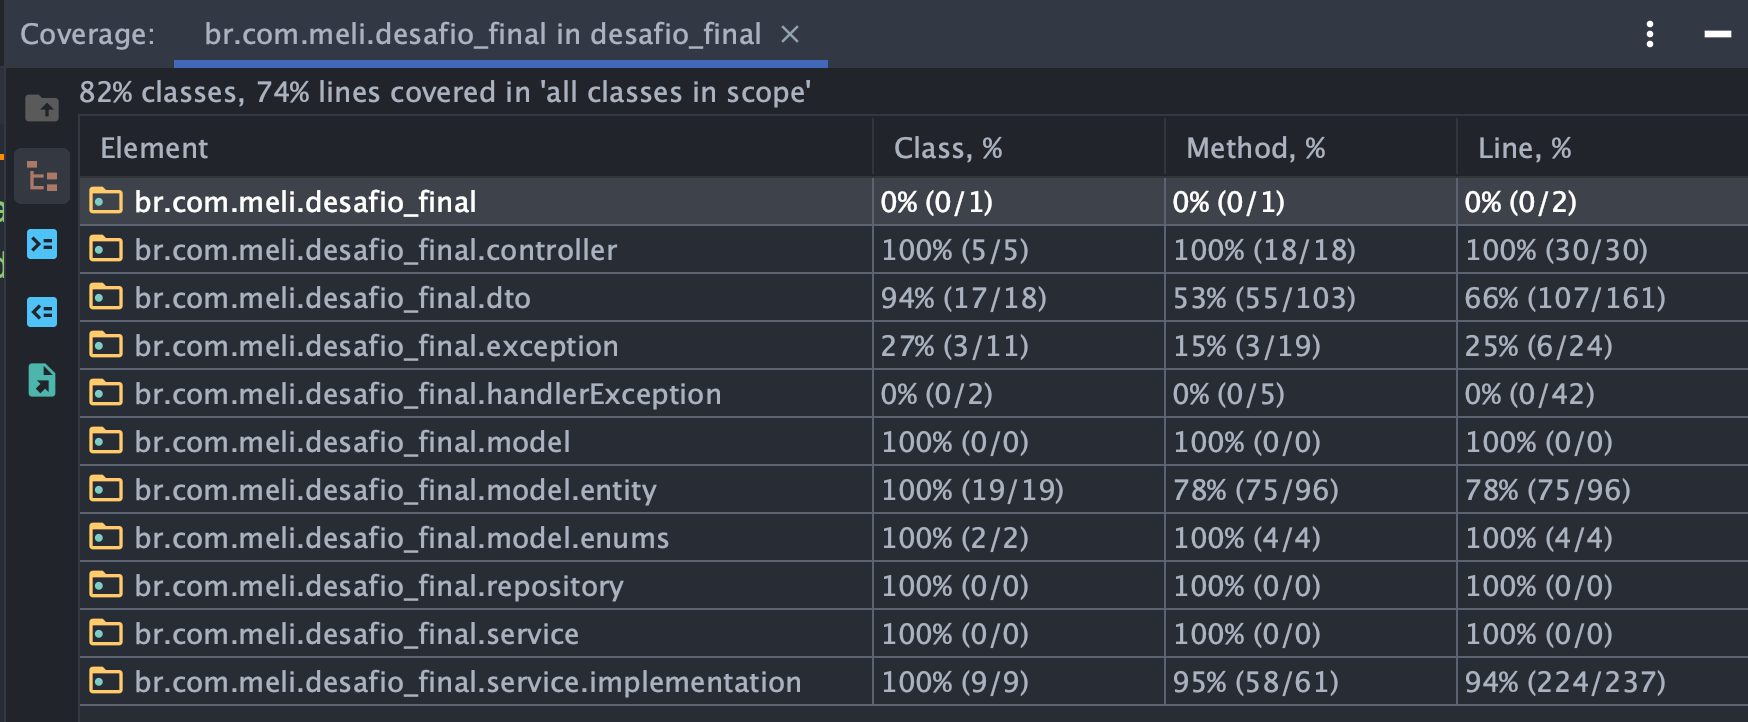 Coverage: br.com.meli.desafio_final in desafio_final
82% classes, 74% lines covered in 'all classes in scope'
Element Class, % Method, % Line, %
br.com.meli.desafio_final 0% (0/1) 0% (0/1) 0% (0/2)
br.com.meli.desafio_final.controller 100% (5/5) 100% (18/18) 100% (30/30)
br.com.meli.desafio_final.dto 94% (17/18) 53% (55/103) 66% (107/161)
br.com.meli.desafio_final.exception 27% (3/11) 15% (3/19) 25% (6/24)
br.com.meli.desafio_final.handlerException 0% (0/2) 0% (0/5) 0% (0/42)
br.com.meli.desafio_final.model 100% (0/0) 100% (0/0) 100% (0/0)
br.com.meli.desafio_final.model.entity 100% (19/19) 78% (75/96) 78% (75/96)
br.com.meli.desafio_final.model.enums 100% (2/2) 100% (4/4) 100% (4/4)
br.com.meli.desafio_final.repository 100% (0/0) 100% (0/0) 100% (0/0)
br.com.meli.desafio_final.service 100% (0/0) 100% (0/0) 100% (0/0)
br.com.meli.desafio_final.service.implementation 100% (9/9) 95% (58/61) 94% (224/237)